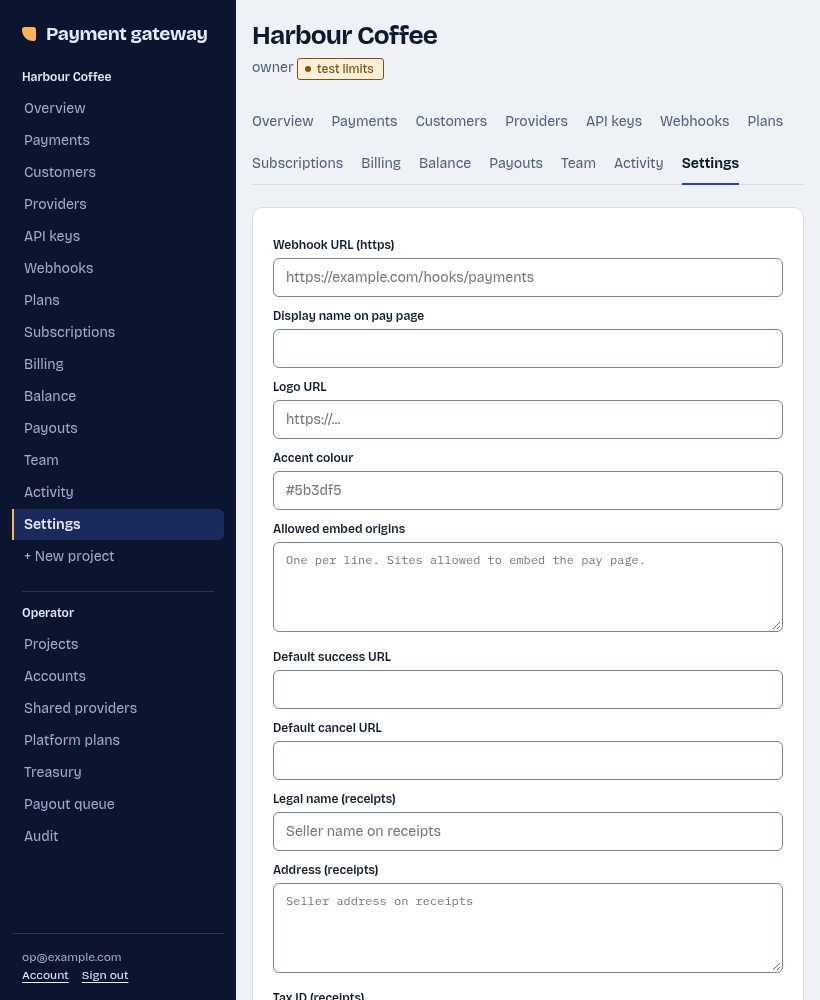 Payment gateway
Harbour Coffee
Overview
Payments
Customers
Providers
API keys
Webhooks
Plans
Subscriptions
Billing
Balance
Payouts
Team
Activity
Settings
+ New project
Operator
Projects
Accounts
Shared providers
Platform plans
Treasury
Payout queue
Audit
op@example.com
Account Sign out
Harbour Coffee
owner test limits
Overview Payments Customers Providers API keys Webhooks Plans
Subscriptions Billing Balance Payouts Team Activity Settings
Webhook URL (https)
https://example.com/hooks/payments
Display name on pay page
Logo URL
https://...
Accent colour
#5b3df5
Allowed embed origins
One per line. Sites allowed to embed the pay page.
Default success URL
Default cancel URL
Legal name (receipts)
Seller name on receipts
Address (receipts)
Seller address on receipts
Tax ID (receipts)